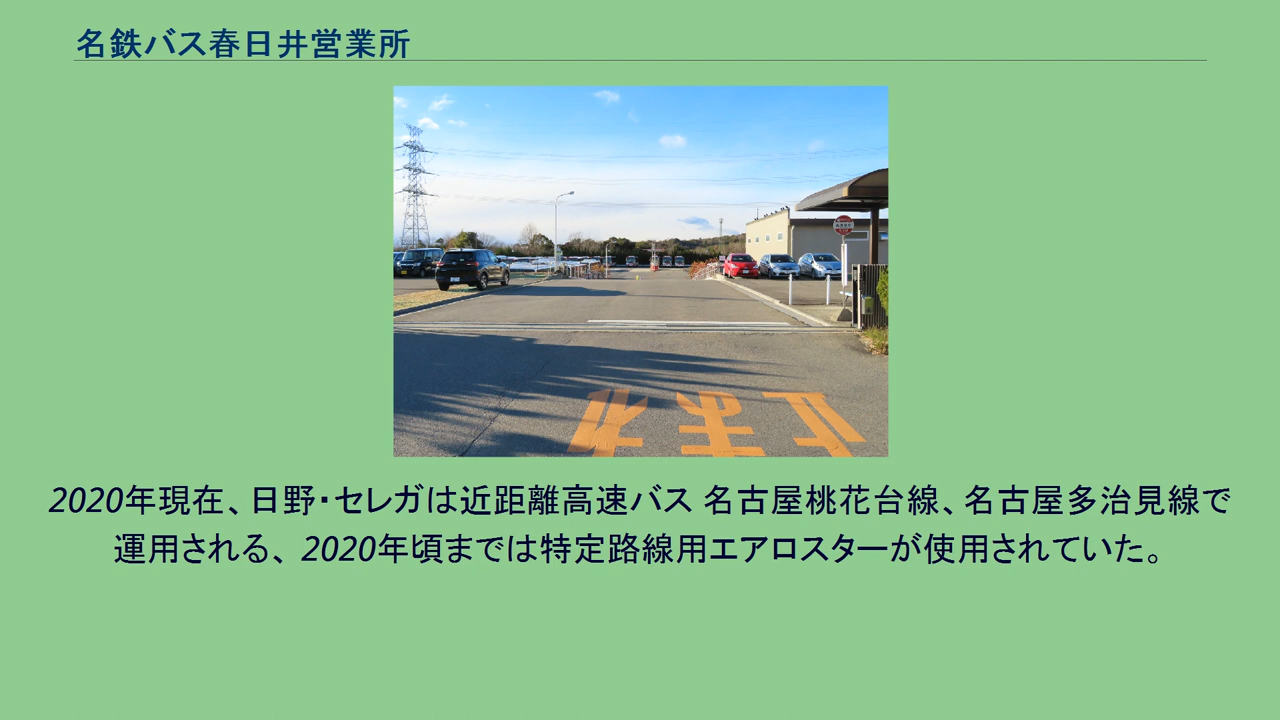 名鉄バス春日井営業所
2020年現在、日野・セレガは近距離高速バス 名古屋桃花台線、名古屋多治見線で
運用される、 2020年頃までは特定路線用エアロスターが使用されていた。